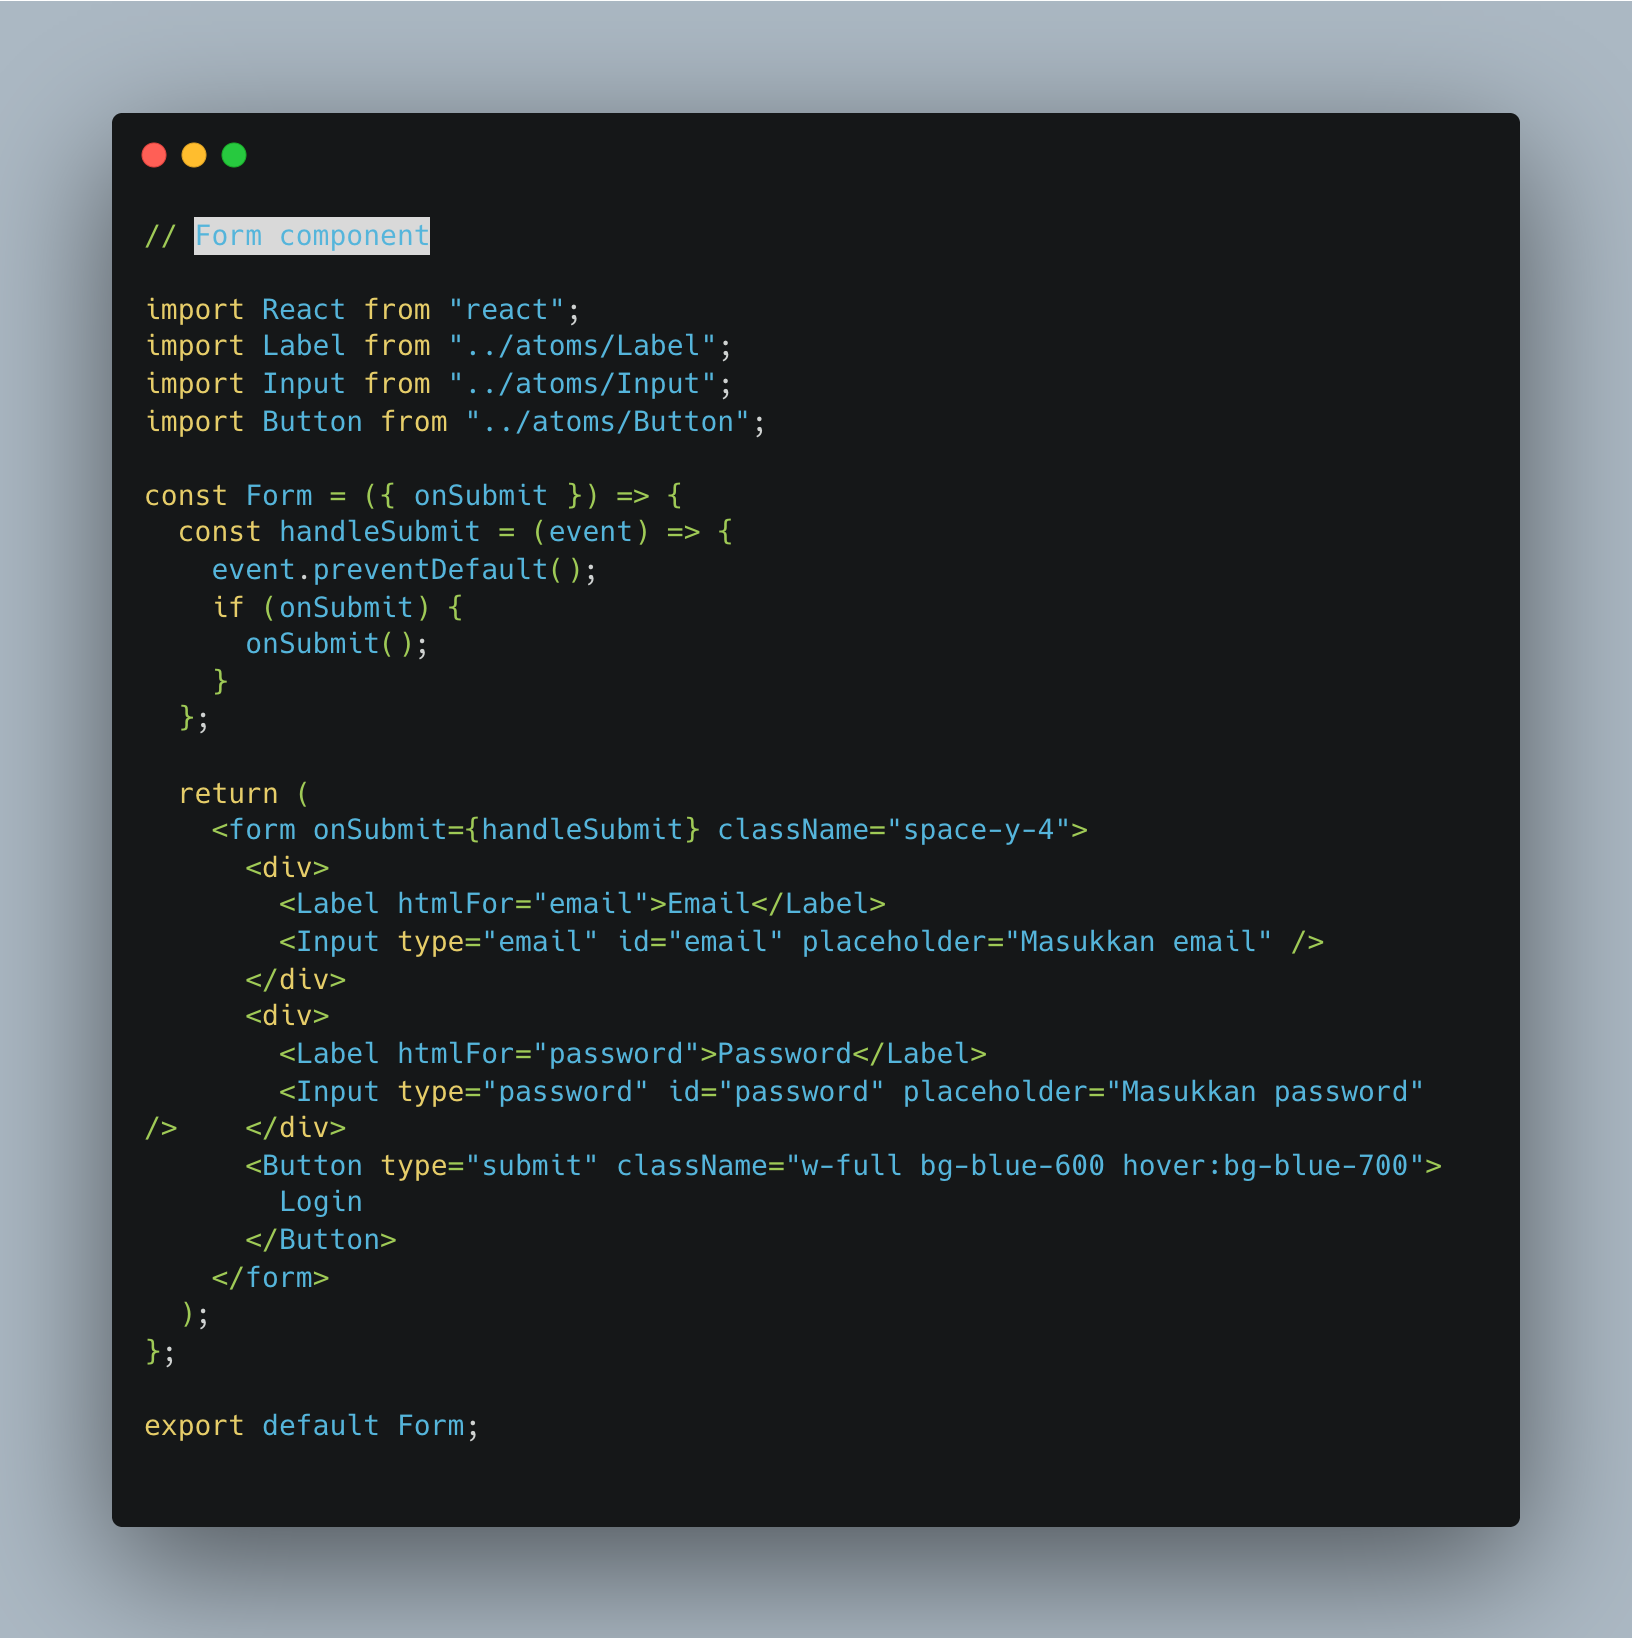 // Form component

import React from "react";
import Label from "../atoms/Label";
import Input from "../atoms/Input";
import Button from "../atoms/Button";

const Form = ({ onSubmit }) => {
  const handleSubmit = (event) => {
    event.preventDefault();
    if (onSubmit) {
      onSubmit();
    }
  };

  return (
    <form onSubmit={handleSubmit} className="space-y-4">
      <div>
        <Label htmlFor="email">Email</Label>
        <Input type="email" id="email" placeholder="Masukkan email" />
      </div>
      <div>
        <Label htmlFor="password">Password</Label>
        <Input type="password" id="password" placeholder="Masukkan password"
/>    </div>
      <Button type="submit" className="w-full bg-blue-600 hover:bg-blue-700">
        Login
      </Button>
    </form>
  );
};

export default Form;